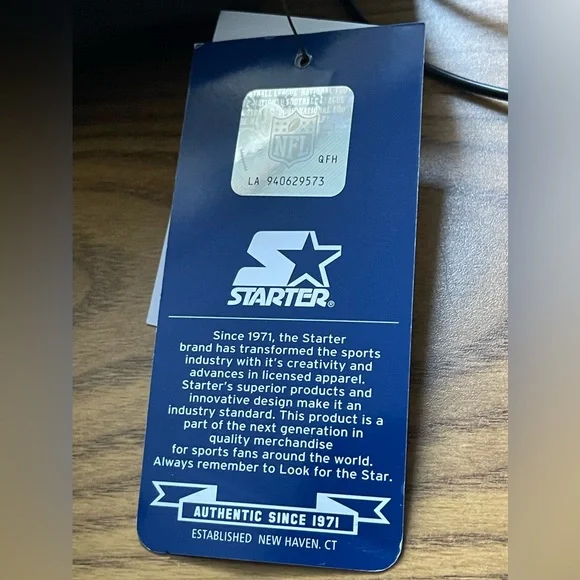 NFL
QFH
LA 940629573
STARTER®
Since 1971, the Starter
brand has transformed the sports
industry with it's creativity and
advances in licensed apparel.
Starter's superior products and
innovative design make it an
industry standard. This product is a
part of the next generation in
quality merchandise
for sports fans around the world.
Always remember to Look for the Star.
AUTHENTIC SINCE 1971
ESTABLISHED NEW HAVEN. CT